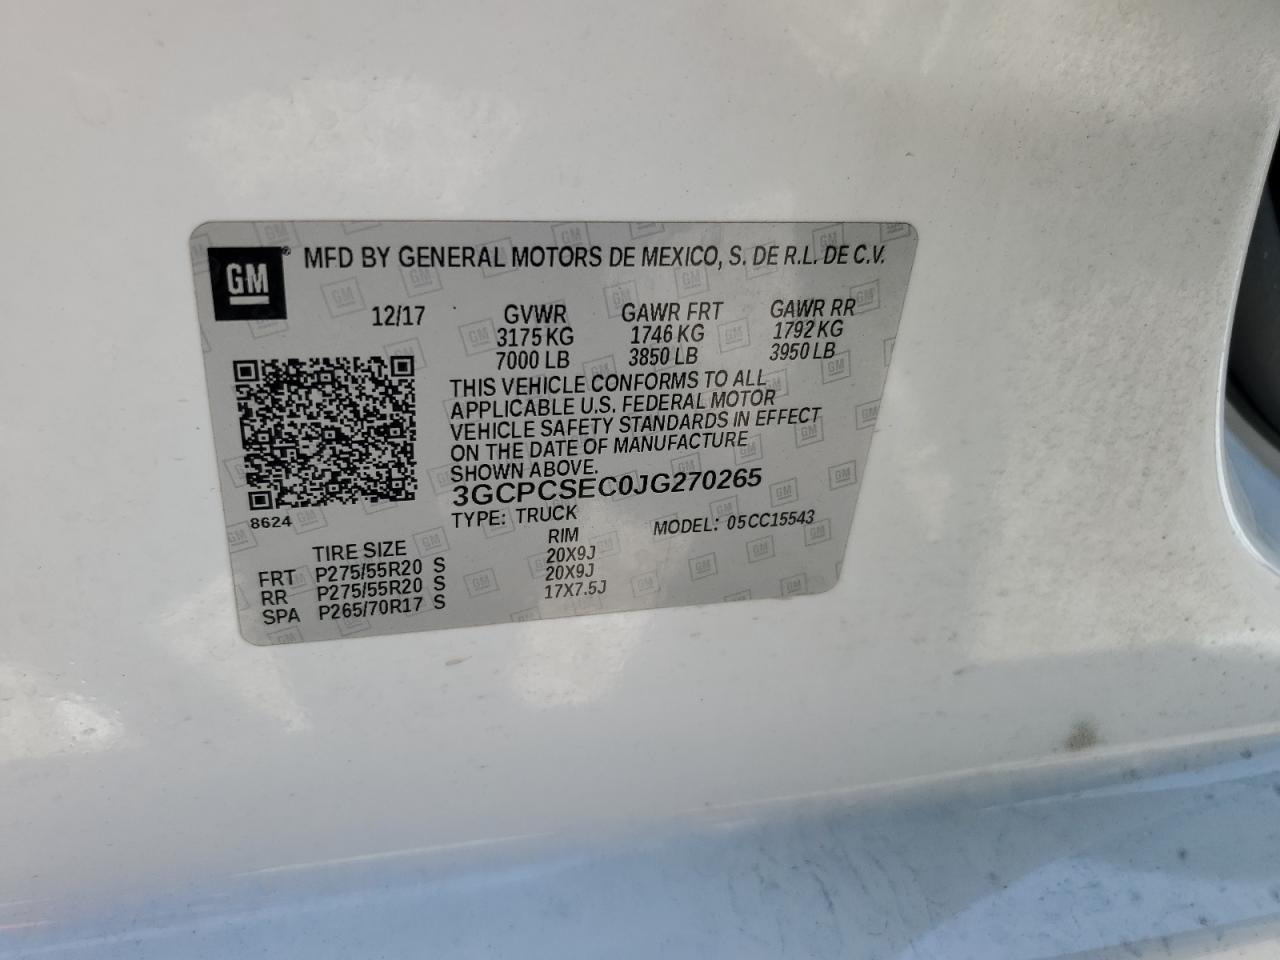 GM ® MFD BY GENERAL MOTORS DE MEXICO, S. DE R.L. DE C.V.
12/17 GVWR GAWR FRT GAWR RR
3175 KG 1746 KG 1792 KG
7000 LB 3850 LB 3950 LB
THIS VEHICLE CONFORMS TO ALL
APPLICABLE U.S. FEDERAL MOTOR
VEHICLE SAFETY STANDARDS IN EFFECT
ON THE DATE OF MANUFACTURE
SHOWN ABOVE.
3GCPCSEC0JG270265
8624 TYPE: TRUCK MODEL: 05CC15543
TIRE SIZE RIM
FRT P275/55R20 S 20X9J
RR P275/55R20 S 20X9J
SPA P265/70R17 S 17X7.5J